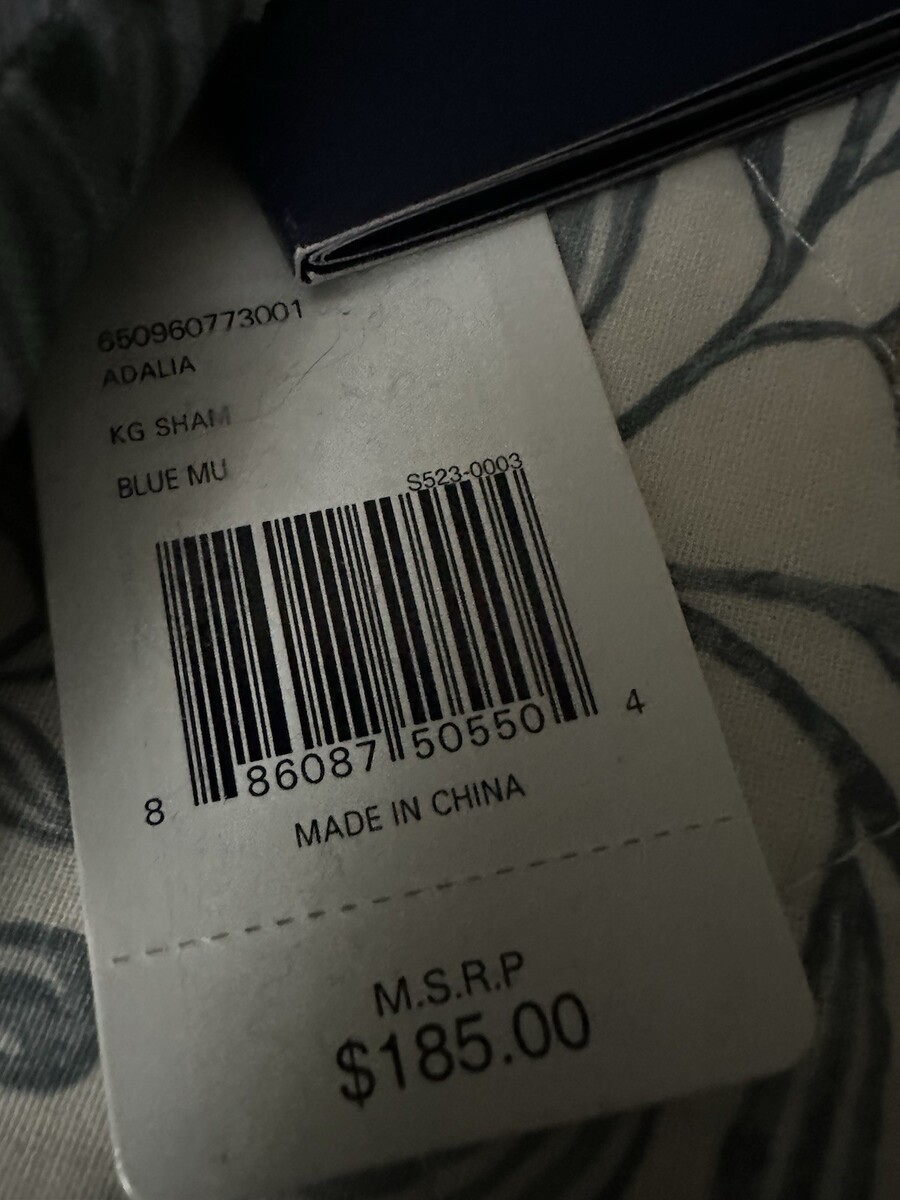 650960773001
ADALIA
KG SHAM
BLUE MU
S523-0003
8 86087 50550 4
MADE IN CHINA
M.S.R.P
$185.00